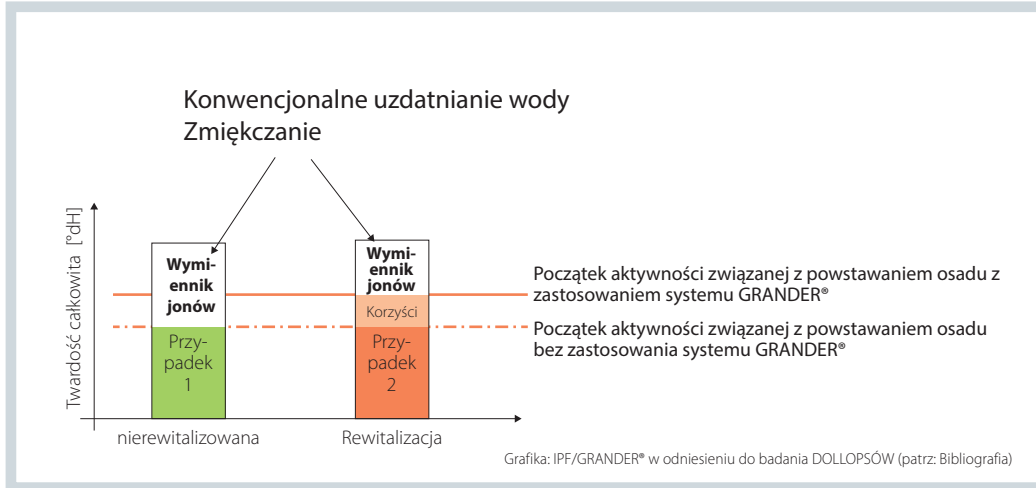 Konwencjonalne uzdatnianie wody
Zmiękczanie
Twardość całkowita [°dH]
Wymi-
ennik
jonów
Przy-
padek
1
Wymi-
ennik
jonów
Korzyści
Przy-
padek
2
Początek aktywności związanej z powstawaniem osadu z
zastosowaniem systemu GRANDER®
Początek aktywności związanej z powstawaniem osadu
bez zastosowania systemu GRANDER®
nierewitalizowana
Rewitalizacja
Grafika: IPF/GRANDER® w odniesieniu do badania DOLLOPSÓW (patrz: Bibliografia)